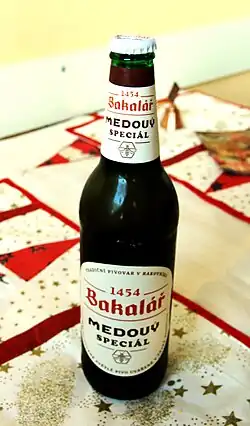 1454
Bakalář
MEDOVÝ
SPECIÁL
TRADIČNÍ PIVOVAR V RAKOVNÍKU
1454
Bakalář
MEDOVÝ
SPECIÁL